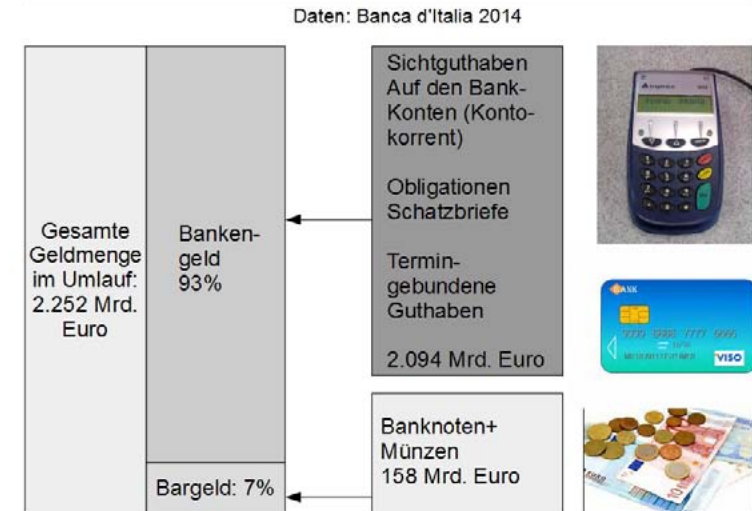 Daten: Banca d'Italia 2014
Gesamte
Geldmenge
im Umlauf:
2.252 Mrd.
Euro
Banken-
geld
93%
Bargeld: 7%
Sichtguthaben
Auf den Bank-
Konten (Konto-
korrent)
Obligationen
Schatzbriefe
Termin-
gebundene
Guthaben
2.094 Mrd. Euro
Banknoten+
Münzen
158 Mrd. Euro
BANK
VISO
10